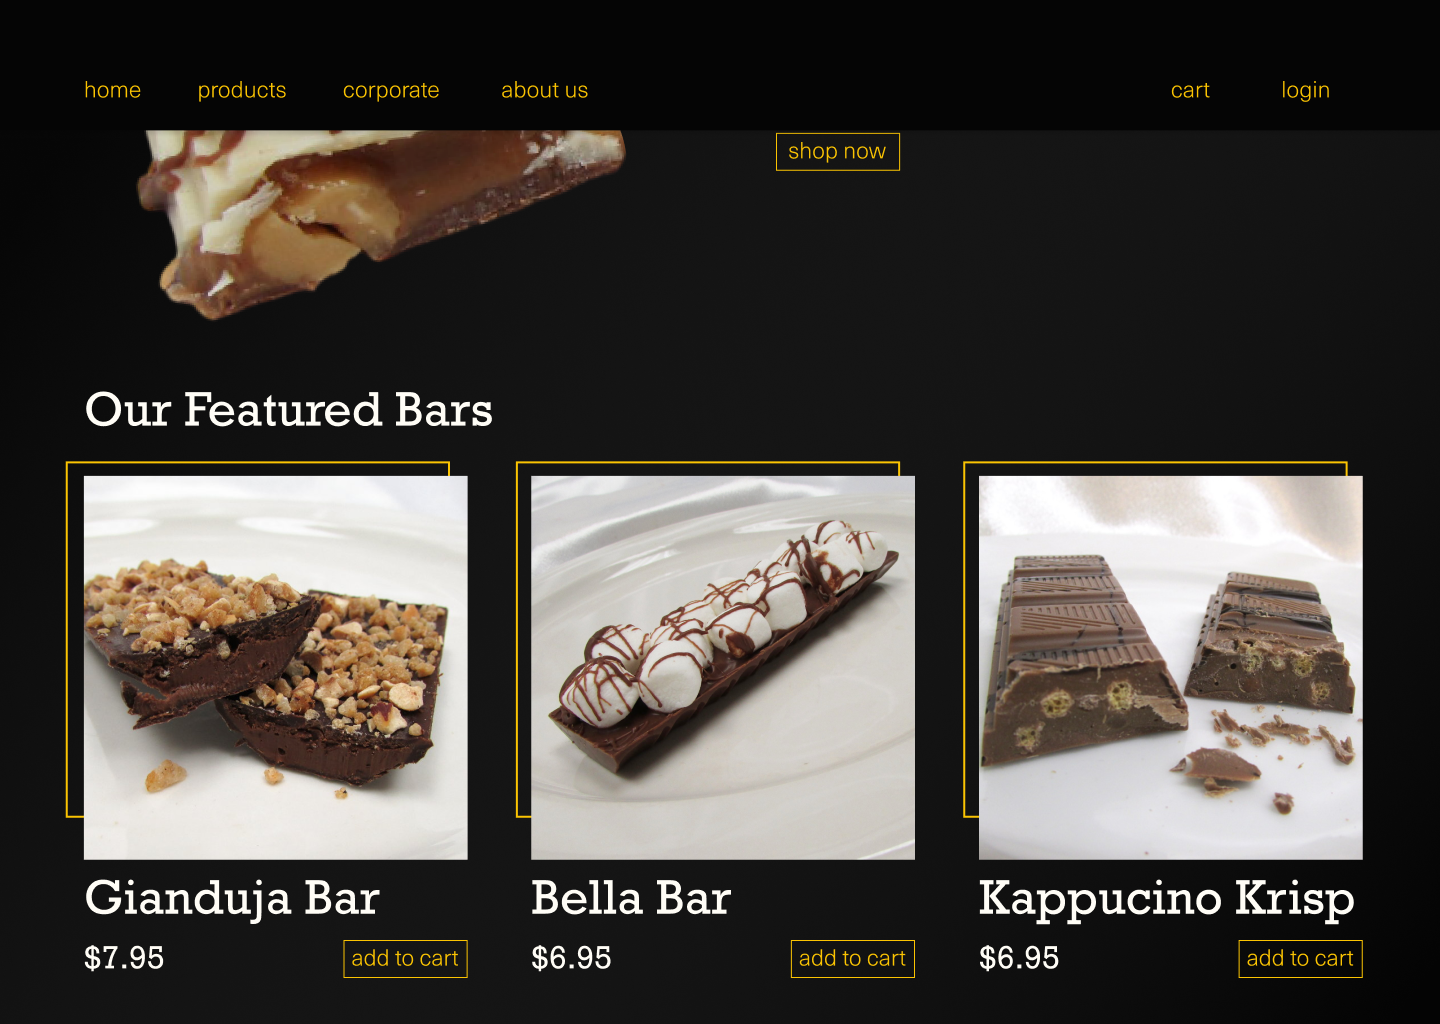 home products corporate about us cart login
shop now
Our Featured Bars
Gianduja Bar Bella Bar Kappucino Krisp
$7.95 add to cart $6.95 add to cart $6.95 add to cart